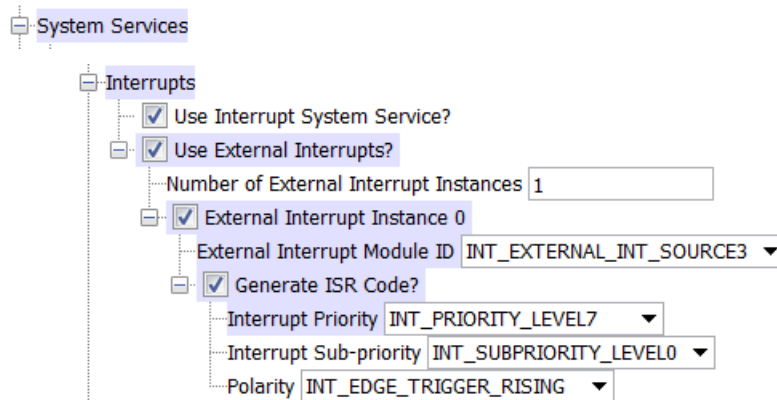 System Services
Interrupts
Use Interrupt System Service?
Use External Interrupts?
Number of External Interrupt Instances 1
External Interrupt Instance 0
External Interrupt Module ID INT_EXTERNAL_INT_SOURCE3
Generate ISR Code?
Interrupt Priority INT_PRIORITY_LEVEL7
Interrupt Sub-priority INT_SUBPRIORITY_LEVEL0
Polarity INT_EDGE_TRIGGER_RISING